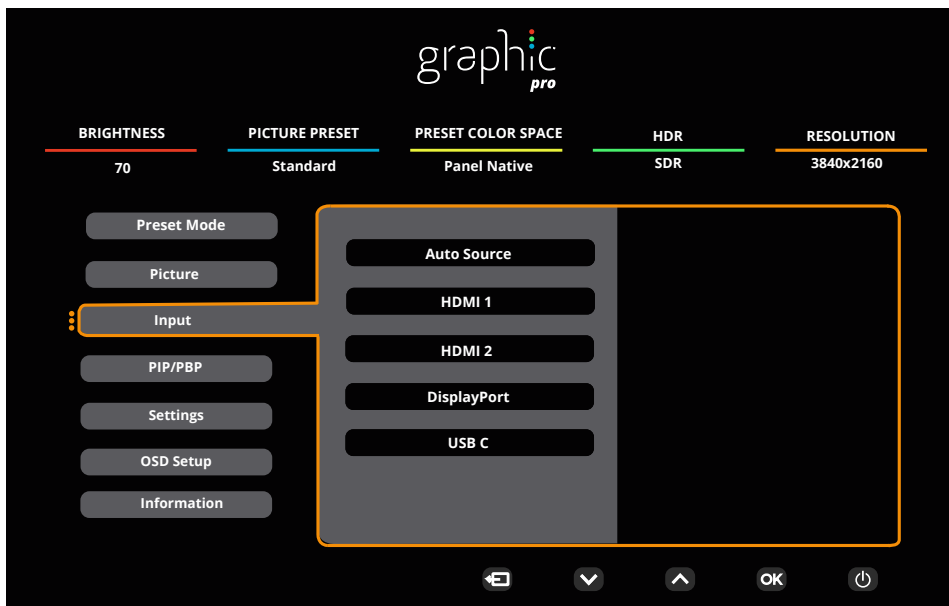 graphic
pro
BRIGHTNESS PICTURE PRESET PRESET COLOR SPACE HDR RESOLUTION
70 Standard Panel Native SDR 3840x2160
Preset Mode
Picture
Input
PIP/PBP
Settings
OSD Setup
Information
Auto Source
HDMI 1
HDMI 2
DisplayPort
USB C
OK